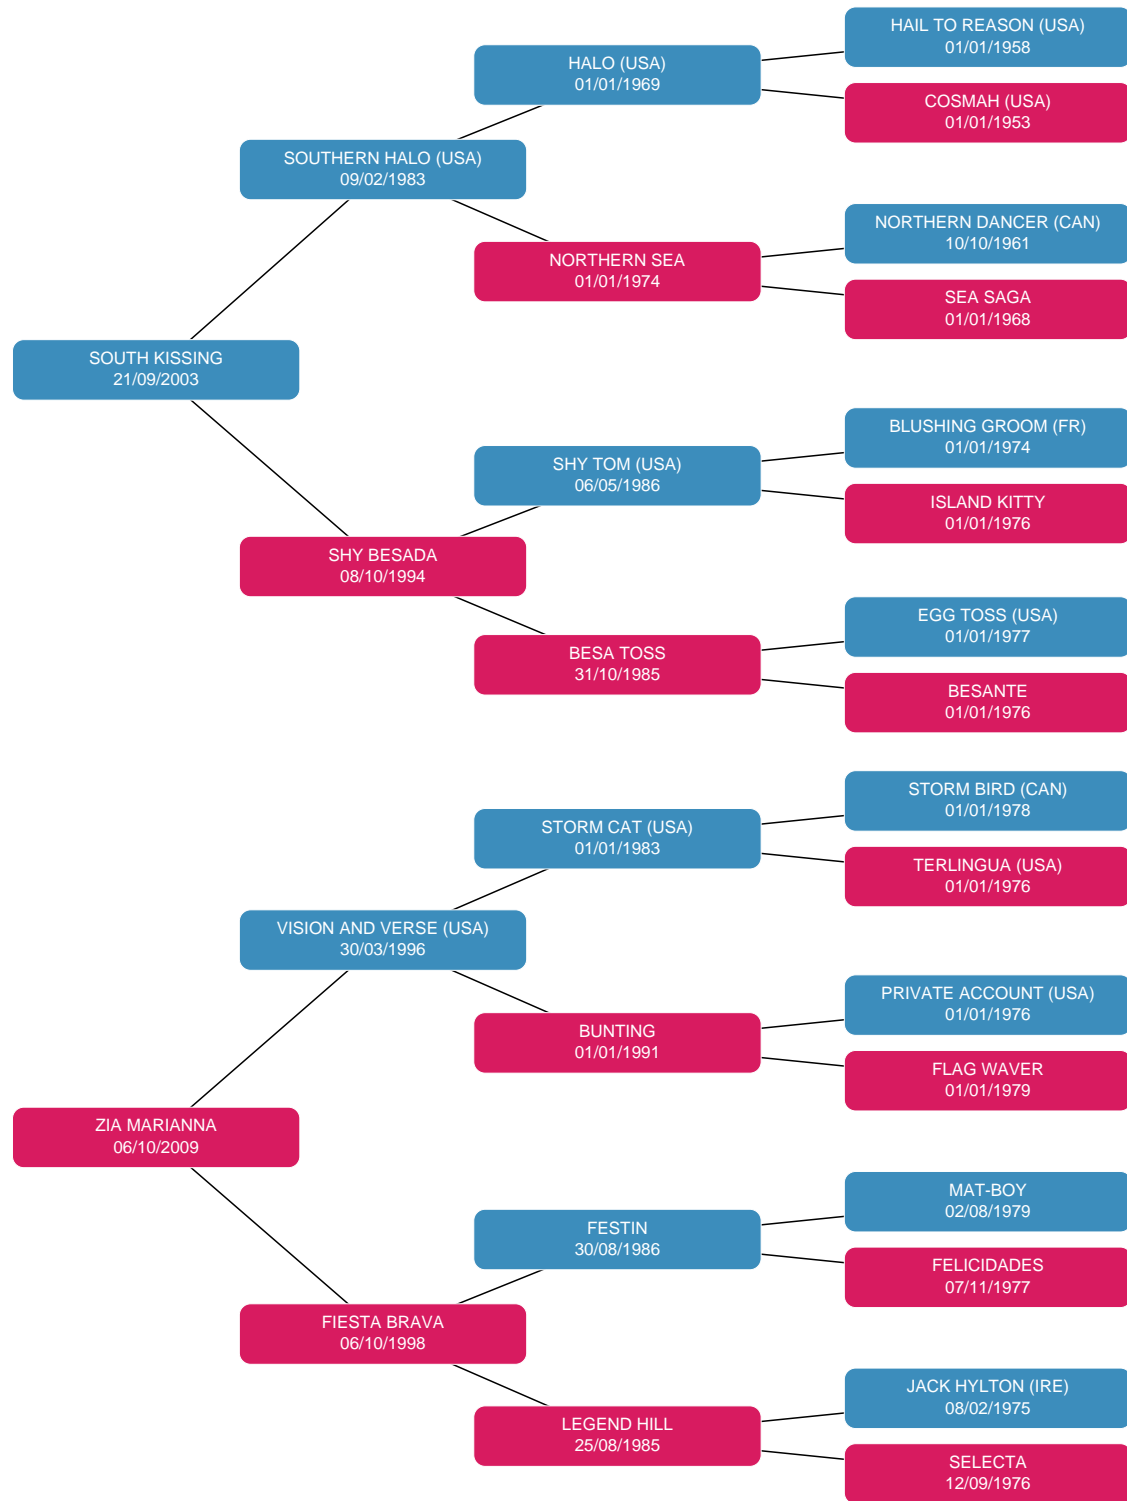 HAIL TO REASON (USA)
01/01/1958
HALO (USA)
01/01/1969
COSMAH (USA)
01/01/1953
SOUTHERN HALO (USA)
09/02/1983
NORTHERN DANCER (CAN)
10/10/1961
NORTHERN SEA
01/01/1974
SEA SAGA
01/01/1968
SOUTH KISSING
21/09/2003
BLUSHING GROOM (FR)
01/01/1974
SHY TOM (USA)
06/05/1986
ISLAND KITTY
01/01/1976
SHY BESADA
08/10/1994
EGG TOSS (USA)
01/01/1977
BESA TOSS
31/10/1985
BESANTE
01/01/1976
STORM BIRD (CAN)
01/01/1978
STORM CAT (USA)
01/01/1983
TERLINGUA (USA)
01/01/1976
VISION AND VERSE (USA)
30/03/1996
PRIVATE ACCOUNT (USA)
01/01/1976
BUNTING
01/01/1991
FLAG WAVER
01/01/1979
ZIA MARIANNA
06/10/2009
MAT-BOY
02/08/1979
FESTIN
30/08/1986
FELICIDADES
07/11/1977
FIESTA BRAVA
06/10/1998
JACK HYLTON (IRE)
08/02/1975
LEGEND HILL
25/08/1985
SELECTA
12/09/1976